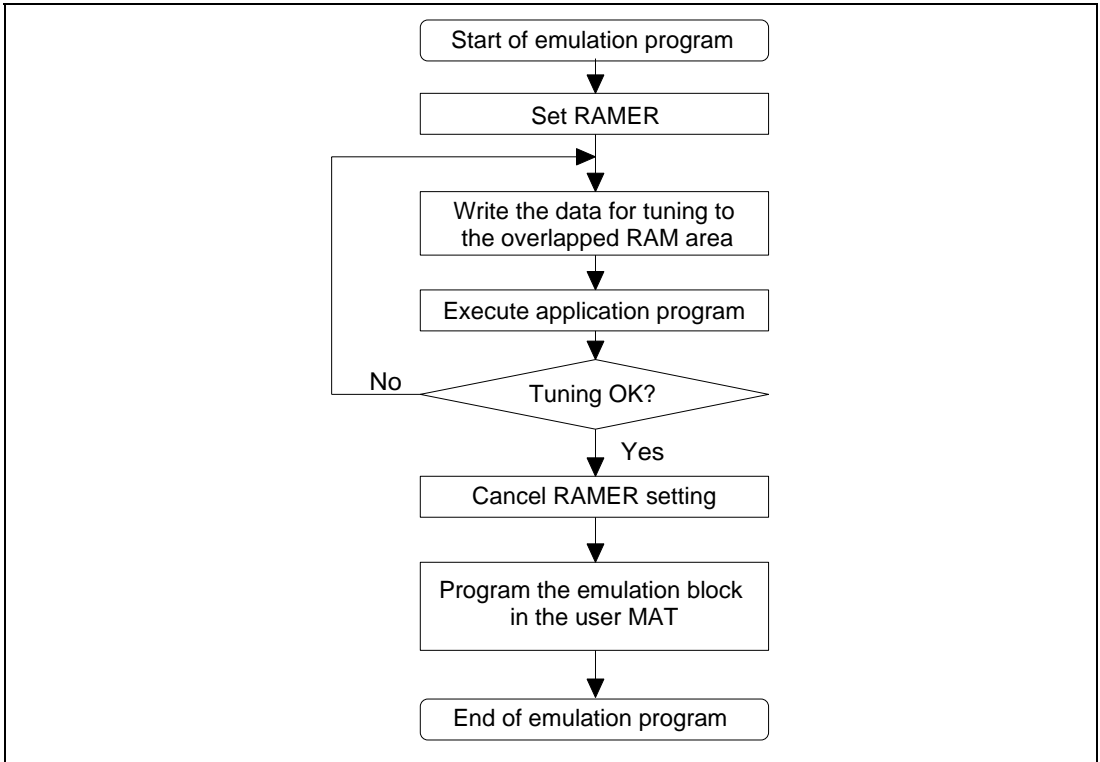 Start of emulation program
Set RAMER
Write the data for tuning to
the overlapped RAM area
Execute application program
Tuning OK?
No
Yes
Cancel RAMER setting
Program the emulation block
in the user MAT
End of emulation program